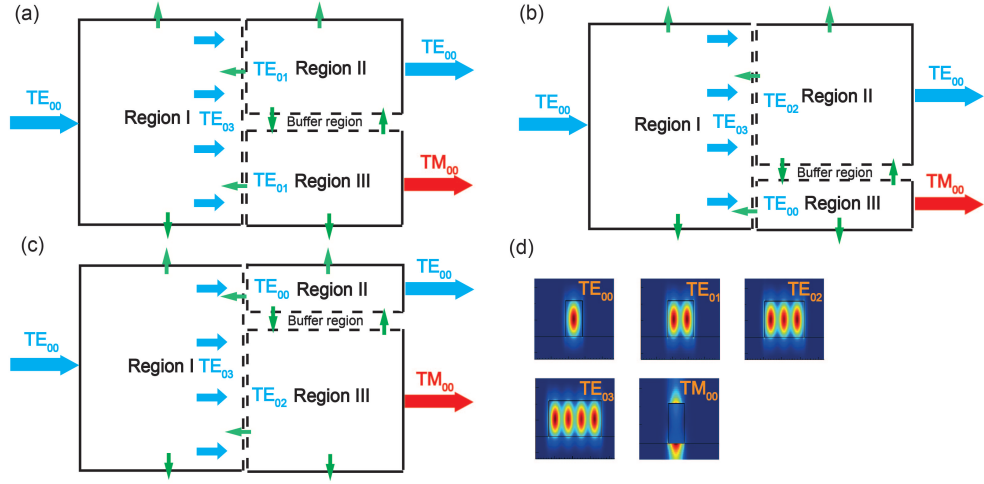 (a)
TE00
Region I
TE03
TE01
Region II
TE00
Buffer region
TE01
Region III
TM00
(b)
TE00
Region I
TE03
TE02
Region II
TE00
Buffer region
TE00
Region III
TM00
(c)
TE00
Region I
TE03
TE00
Region II
TE00
Buffer region
TE02
Region III
TM00
(d)
TE00
TE01
TE02
TE03
TM00